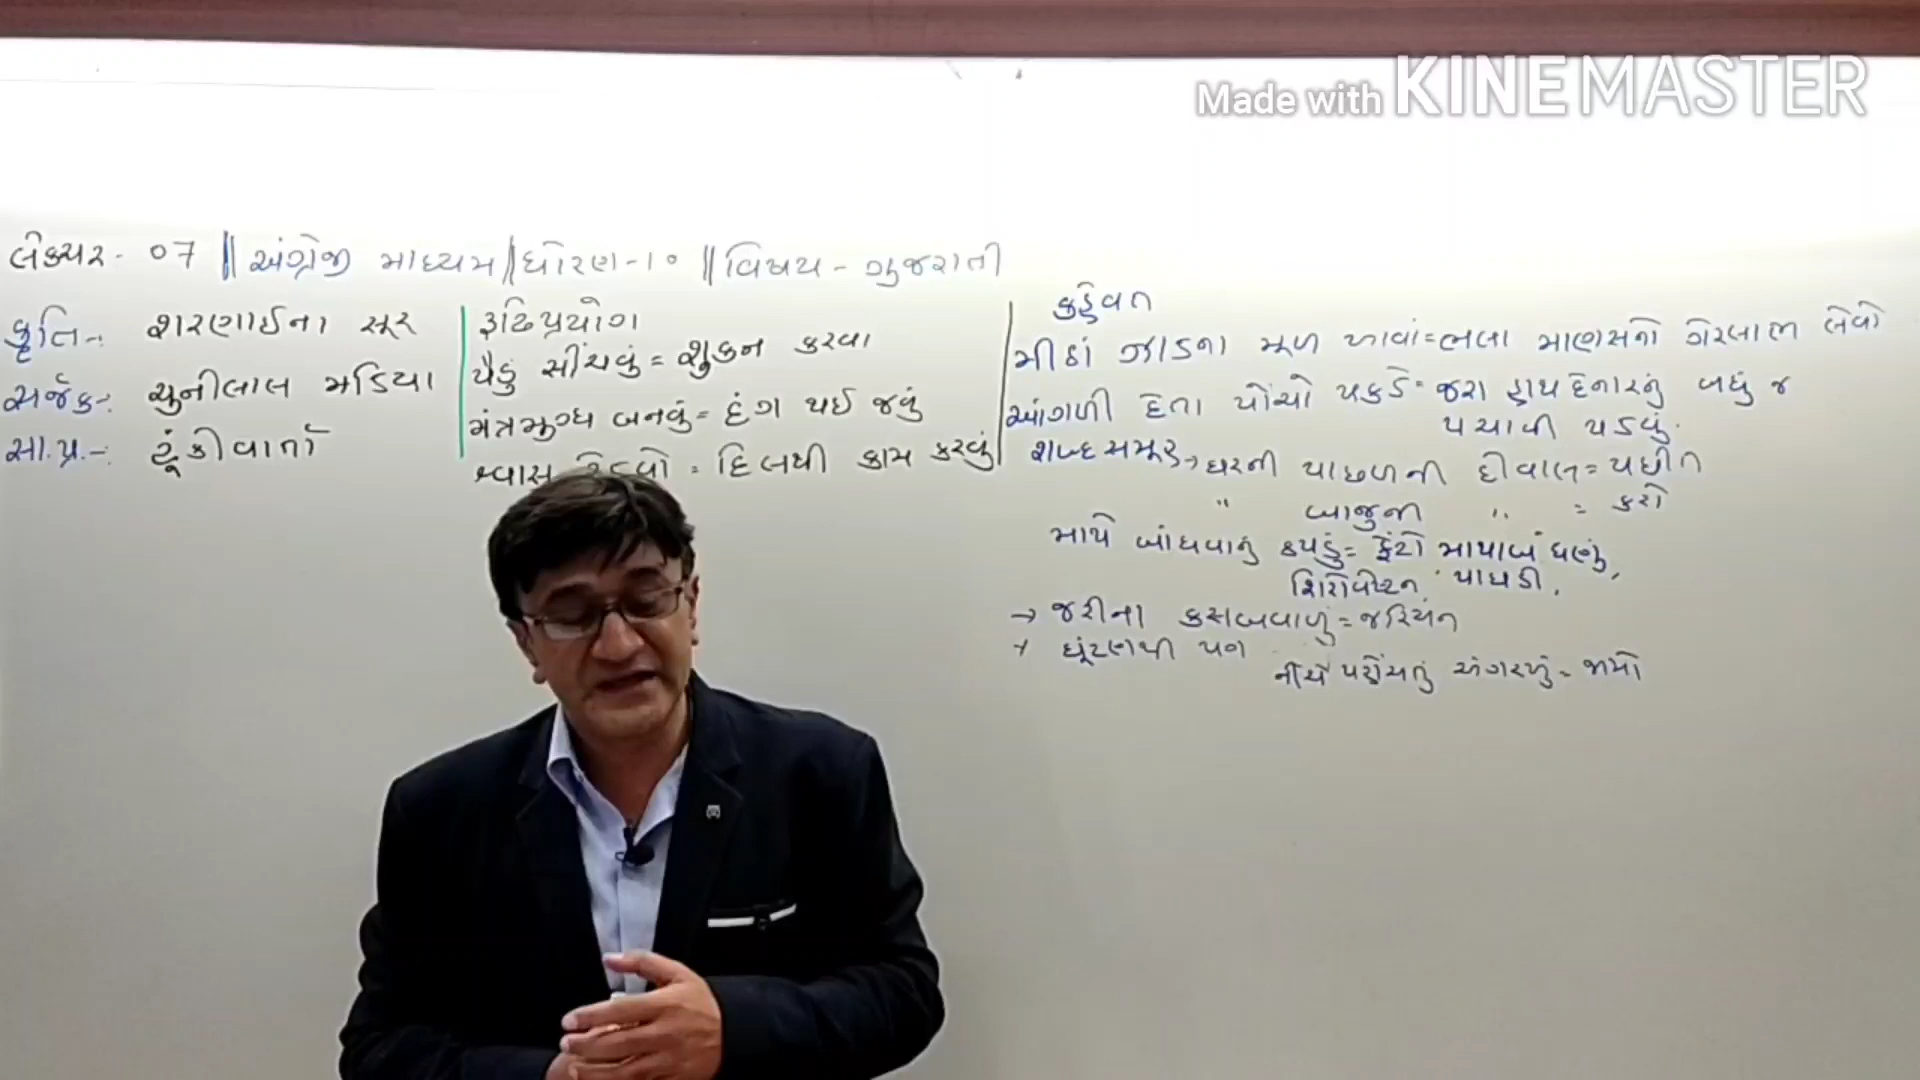 Made with KINEMASTER
લેક્ચર - ૦૭ || અંગ્રેજી માધ્યમ || ધોરણ-૧૦ || વિષય - ગુજરાતી
કૃતિ-: શરણાઈના સૂર
સર્જક-: ચુનીલાલ મડિયા
સા.પ્ર.-: ટૂંકીવાર્તા
રૂઢિપ્રયોગ
પૈડું સીંચવું = શુકન કરવા
મંત્રમુગ્ધ બનવું = દંગ થઈ જવું
શ્વાસ = દિલથી કામ કરવું
કહેવત
મીઠાં ઝાડના મૂળ ખાવાં = ભલા માણસનો ગેરલાભ લેવો
આંગળી દેતા પોંચો પકડે = જરા હાથ દેનારનું બધું જ
પચાવી પડવું.
શબ્દસમૂહ → ઘરની પાછળની દીવાલ = પછીત
" બાજુની " = કરો
માથે બાંધવાનું કપડું = ફેંટો માથાબંધણું,
શિરોવેષ્ટન, પાઘડી.
→ જરીના કસબવાળું = જરિયન
→ ઘૂંટણથી પણ
નીચે પહોંચતું અંગરખું = જામો